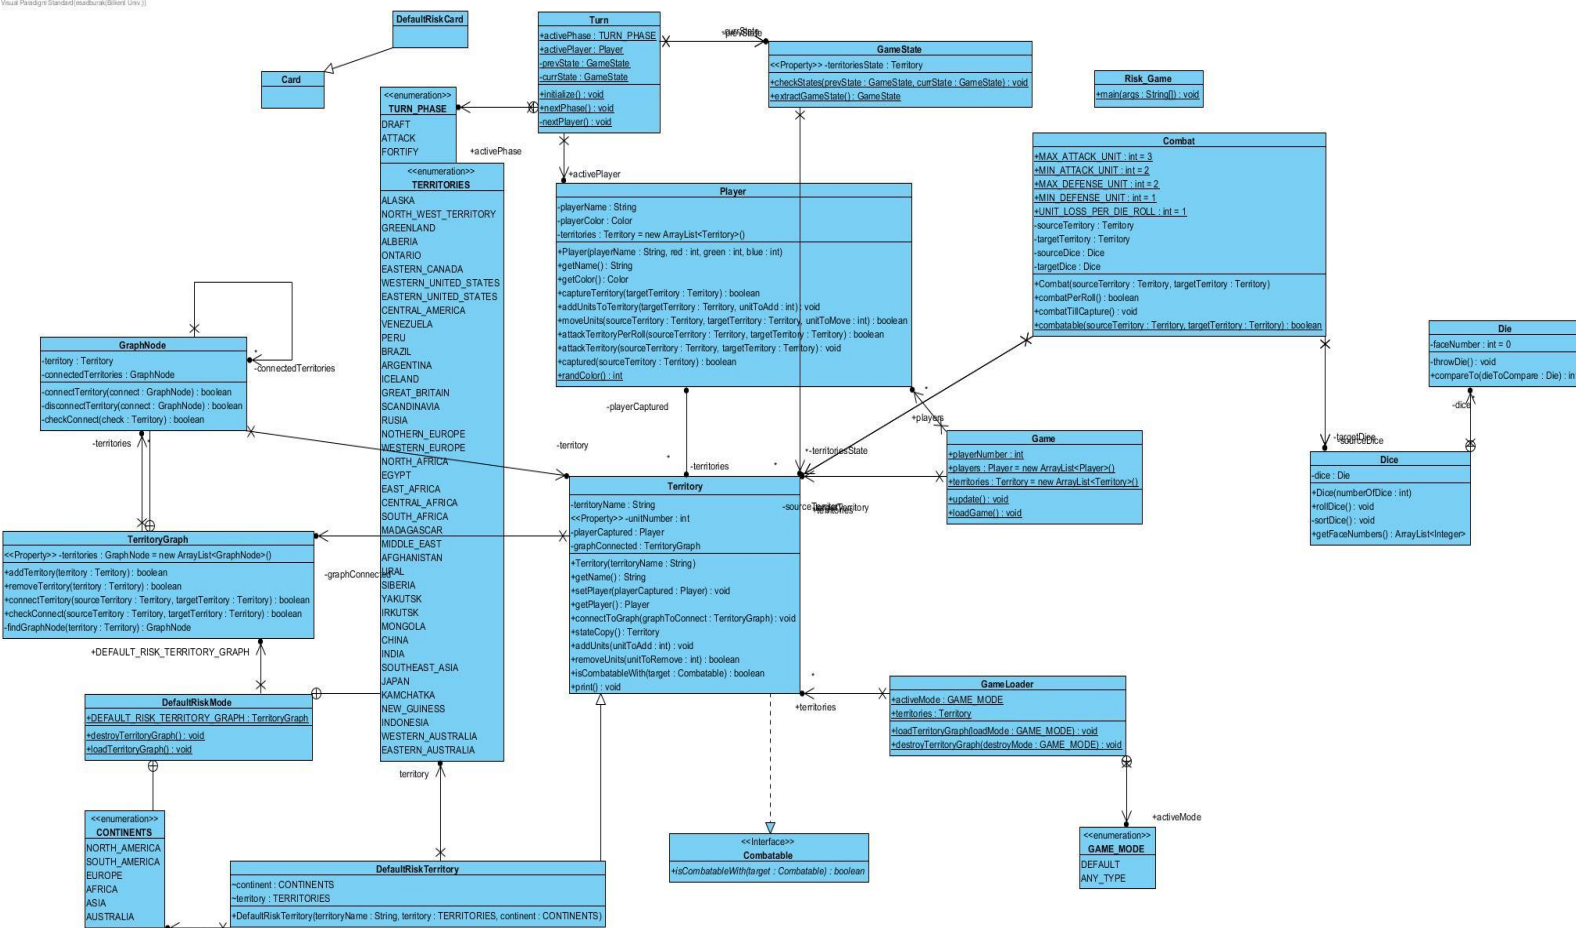 Visual Paradigm Standard(esadburak(Bilkent Univ.))
DefaultRiskCard
Card
Turn
+activePhase : TURN_PHASE
+activePlayer : Player
-prevState : GameState
-currState : GameState
+initialize() : void
+nextPhase() : void
-nextPlayer() : void
GameState
<<Property>> -territoriesState : Territory
+checkStates(prevState : GameState, currState : GameState) : void
+extractGameState() : GameState
Risk_Game
+main(args : String[]) : void
<<enumeration>>
TURN_PHASE
DRAFT
ATTACK
FORTIFY
+activePhase
+activePlayer
<<enumeration>>
TERRITORIES
ALASKA
NORTH_WEST_TERRITORY
GREENLAND
ALBERIA
ONTARIO
EASTERN_CANADA
WESTERN_UNITED_STATES
EASTERN_UNITED_STATES
CENTRAL_AMERICA
VENEZUELA
PERU
BRAZIL
ARGENTINA
ICELAND
GREAT_BRITAIN
SCANDINAVIA
RUSIA
NOTHERN_EUROPE
WESTERN_EUROPE
NORTH_AFRICA
EGYPT
EAST_AFRICA
CENTRAL_AFRICA
SOUTH_AFRICA
MADAGASCAR
MIDDLE_EAST
AFGHANISTAN
URAL
SIBERIA
YAKUTSK
IRKUTSK
MONGOLA
CHINA
INDIA
SOUTHEAST_ASIA
JAPAN
KAMCHATKA
NEW_GUINESS
INDONESIA
WESTERN_AUSTRALIA
EASTERN_AUSTRALIA
Player
-playerName : String
-playerColor : Color
-territories : Territory = new ArrayList<Territory>()
+Player(playerName : String, red : int, green : int, blue : int)
+getName() : String
+getColor() : Color
+captureTerritory(targetTerritory : Territory) : boolean
+addUnitsToTerritory(targetTerritory : Territory, unitToAdd : int) : void
+moveUnits(sourceTerritory : Territory, targetTerritory : Territory, unitToMove : int) : boolean
+attackTerritoryPerRoll(sourceTerritory : Territory, targetTerritory : Territory) : boolean
+attackTerritory(sourceTerritory : Territory, targetTerritory : Territory) : void
+captured(sourceTerritory : Territory) : boolean
+randColor() : int
Combat
+MAX_ATTACK_UNIT : int = 3
+MIN_ATTACK_UNIT : int = 2
+MAX_DEFENSE_UNIT : int = 2
+MIN_DEFENSE_UNIT : int = 1
+UNIT_LOSS_PER_DIE_ROLL : int = 1
-sourceTerritory : Territory
-targetTerritory : Territory
-sourceDice : Dice
-targetDice : Dice
+Combat(sourceTerritory : Territory, targetTerritory : Territory)
+combatPerRoll() : boolean
+combatTillCapture() : void
+combatable(sourceTerritory : Territory, targetTerritory : Territory) : boolean
Die
-faceNumber : int = 0
-throwDie() : void
+compareTo(dieToCompare : Die) : int
-dice
*
GraphNode
-territory : Territory
-connectedTerritories : GraphNode
-connectTerritory(connect : GraphNode) : boolean
-disconnectTerritory(connect : GraphNode) : boolean
-checkConnect(check : Territory) : boolean
*
-connectedTerritories
-territories
*
-playerCaptured
-territory
*
-territories
*
+players
*
*
-territoriesState
Game
+playerNumber : int
+players : Player = new ArrayList<Player>()
+territories : Territory = new ArrayList<Territory>()
+update() : void
+loadGame() : void
-targetDice
Dice
-dice : Die
+Dice(numberOfDice : int)
+rollDice() : void
-sortDice() : void
+getFaceNumbers() : ArrayList<Integer>
Territory
-territoryName : String
<<Property>> -unitNumber : int
-playerCaptured : Player
-graphConnected : TerritoryGraph
+Territory(territoryName : String)
+getName() : String
+setPlayer(playerCaptured : Player) : void
+getPlayer() : Player
+connectToGraph(graphToConnect : TerritoryGraph) : void
+stateCopy() : Territory
+addUnits(unitToAdd : int) : void
+removeUnits(unitToRemove : int) : boolean
+isCombatableWith(target : Combatable) : boolean
+print() : void
TerritoryGraph
<<Property>> -territories : GraphNode = new ArrayList<GraphNode>()
+addTerritory(territory : Territory) : boolean
+removeTerritory(territory : Territory) : boolean
+connectTerritory(sourceTerritory : Territory, targetTerritory : Territory) : boolean
+checkConnect(sourceTerritory : Territory, targetTerritory : Territory) : boolean
-findGraphNode(territory : Territory) : GraphNode
-graphConnected
+DEFAULT_RISK_TERRITORY_GRAPH
DefaultRiskMode
+DEFAULT_RISK_TERRITORY_GRAPH : TerritoryGraph
+destroyTerritoryGraph() : void
+loadTerritoryGraph() : void
*
+territories
GameLoader
+activeMode : GAME_MODE
+territories : Territory
+loadTerritoryGraph(loadMode : GAME_MODE) : void
+destroyTerritoryGraph(destroyMode : GAME_MODE) : void
+activeMode
<<enumeration>>
GAME_MODE
DEFAULT
ANY_TYPE
<<Interface>>
Combatable
+isCombatableWith(target : Combatable) : boolean
territory
<<enumeration>>
CONTINENTS
NORTH_AMERICA
SOUTH_AMERICA
EUROPE
AFRICA
ASIA
AUSTRALIA
DefaultRiskTerritory
~continent : CONTINENTS
~territory : TERRITORIES
+DefaultRiskTerritory(territoryName : String, territory : TERRITORIES, continent : CONTINENTS)